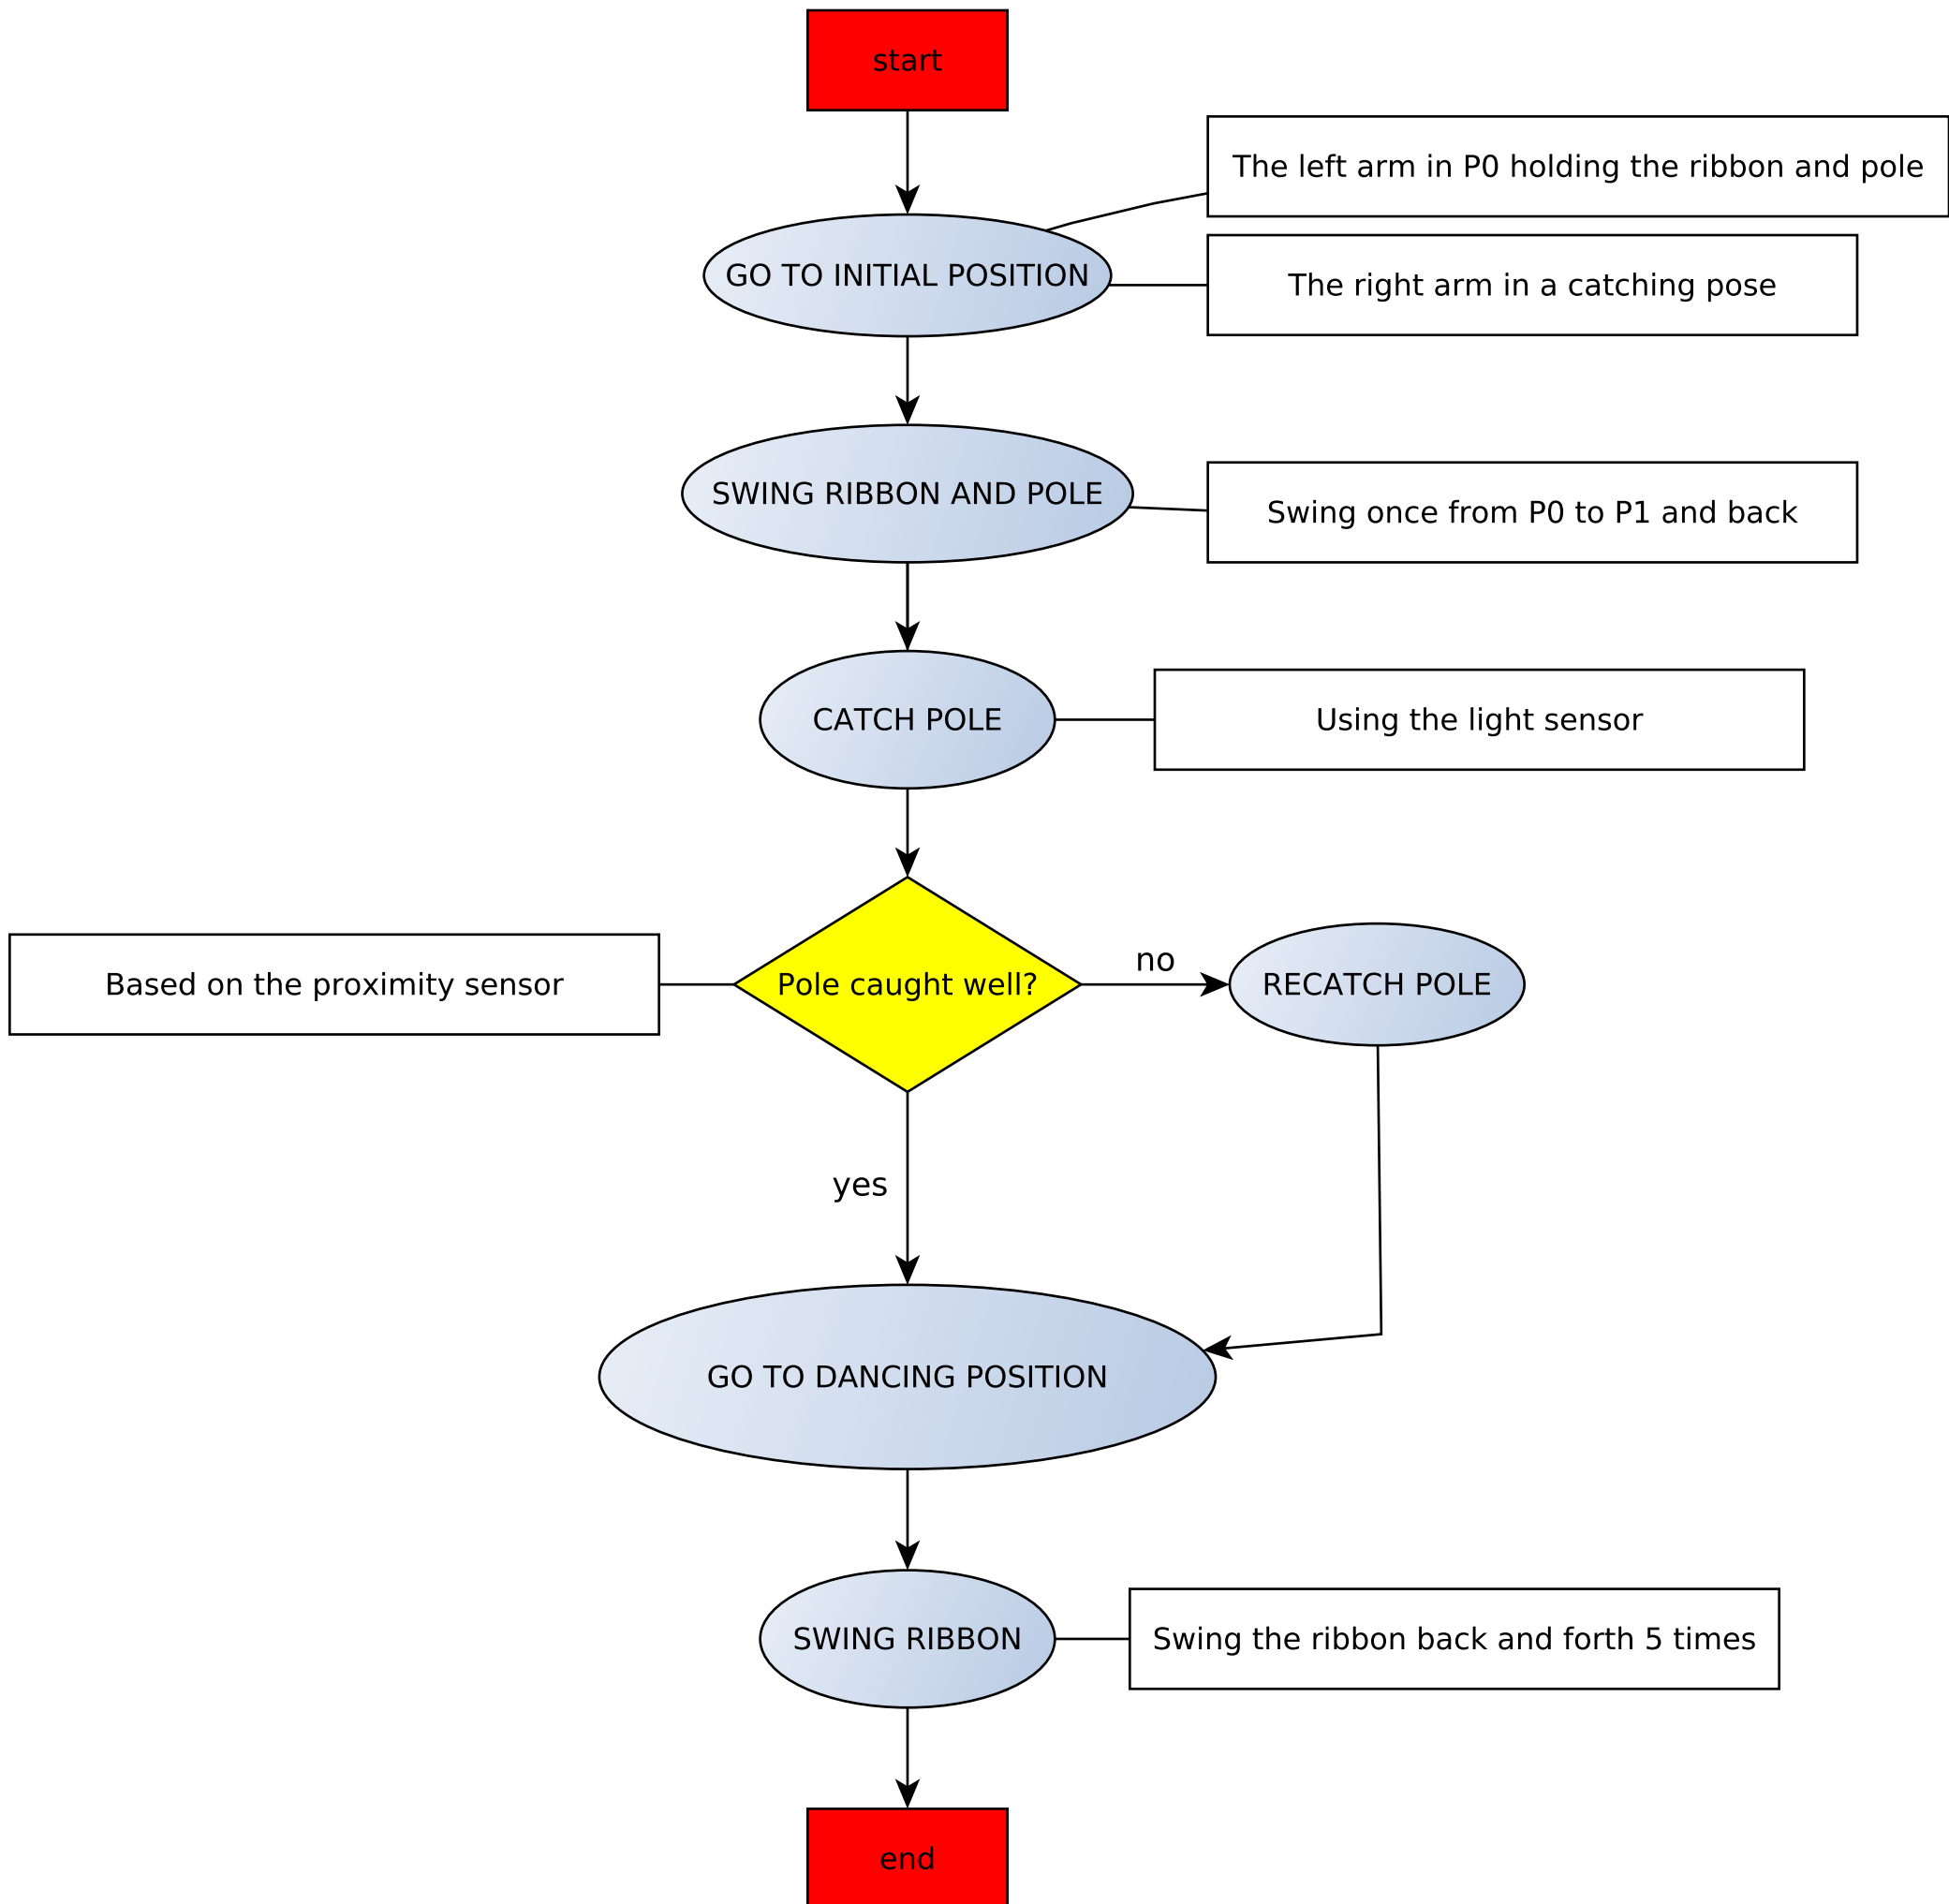 start
The left arm in P0 holding the ribbon and pole
GO TO INITIAL POSITION
The right arm in a catching pose
SWING RIBBON AND POLE
Swing once from P0 to P1 and back
CATCH POLE
Using the light sensor
Based on the proximity sensor
Pole caught well?
no
RECATCH POLE
yes
GO TO DANCING POSITION
SWING RIBBON
Swing the ribbon back and forth 5 times
end